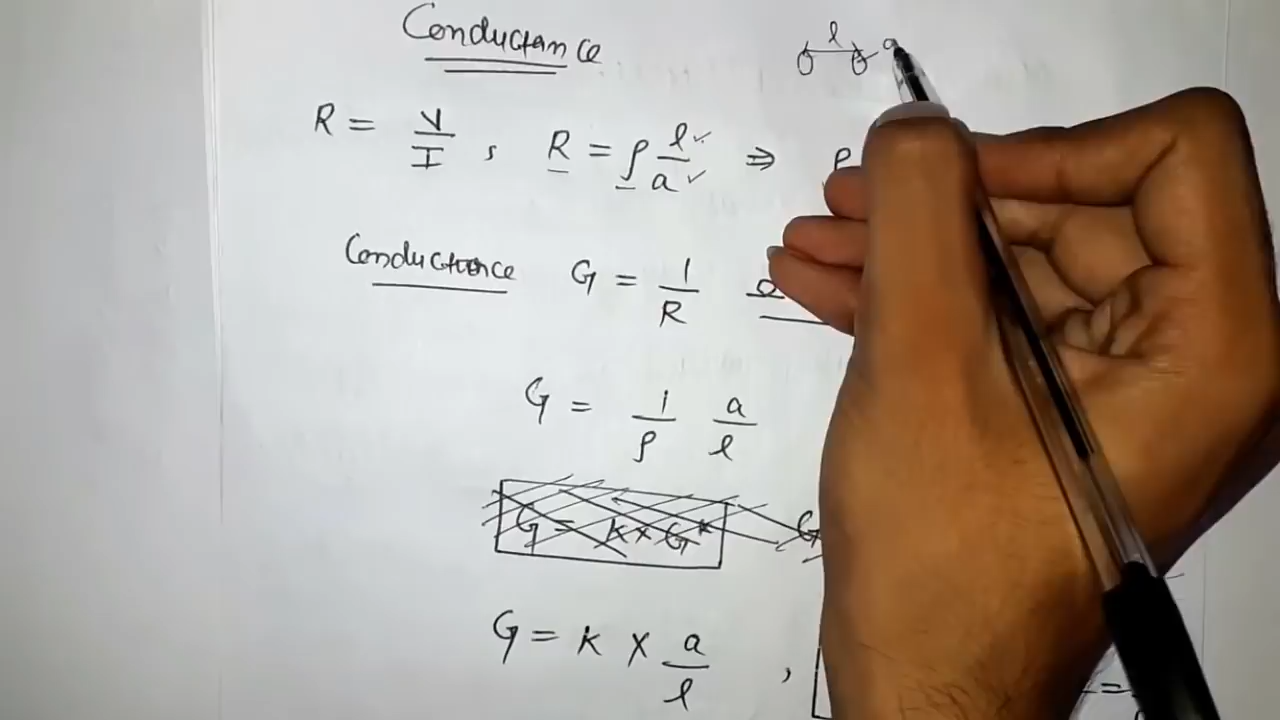 Conductance
l a
R = V/I , R = ρ l/a ⇒ ρ
Conductance G = 1/R
G = 1/ρ a/l
G = K × G*
G
G = K × a/l , =